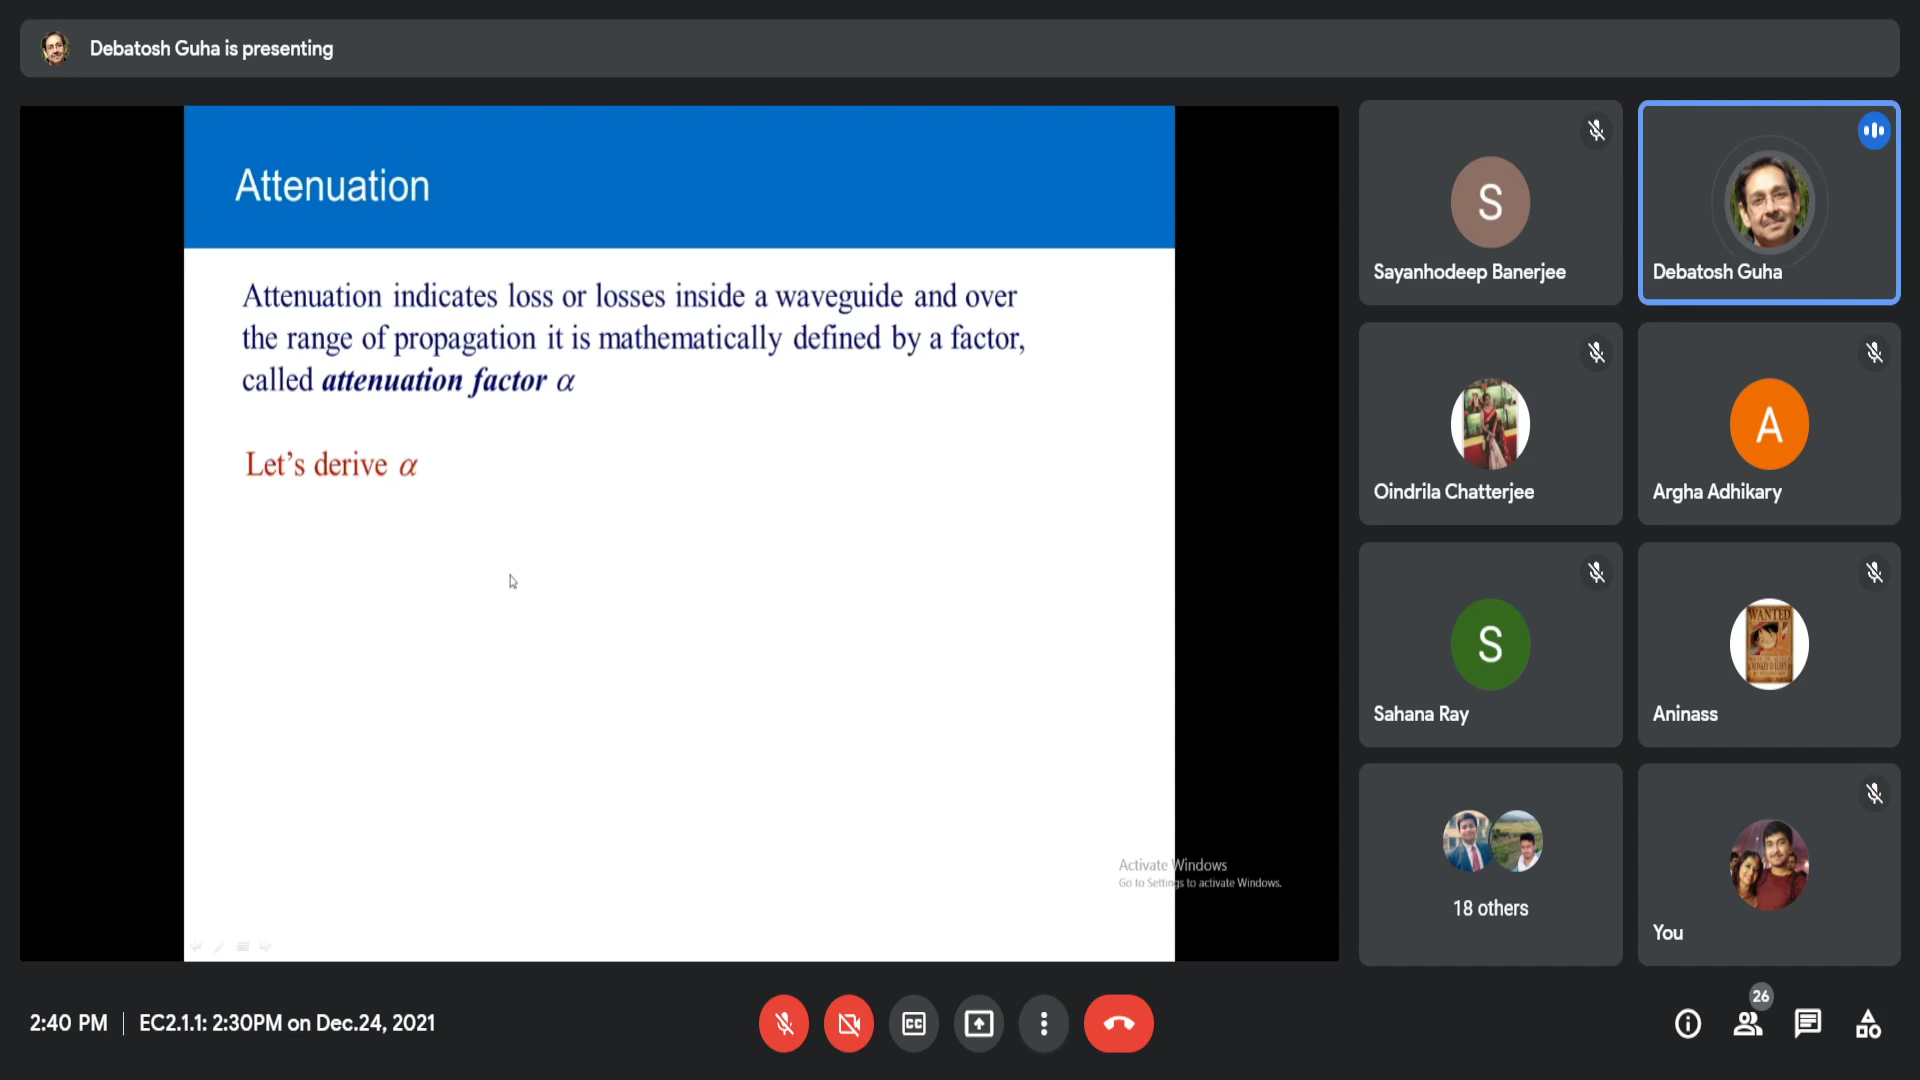 Debatosh Guha is presenting
Attenuation
Attenuation indicates loss or losses inside a waveguide and over
the range of propagation it is mathematically defined by a factor,
called attenuation factor α
Let's derive α
Activate Windows
Go to Settings to activate Windows.
S
Sayanhodeep Banerjee
Debatosh Guha
Oindrila Chatterjee
A
Argha Adhikary
S
Sahana Ray
WANTED
Aninass
18 others
You
2:40 PM
EC2.1.1: 2:30PM on Dec.24, 2021
CC
26